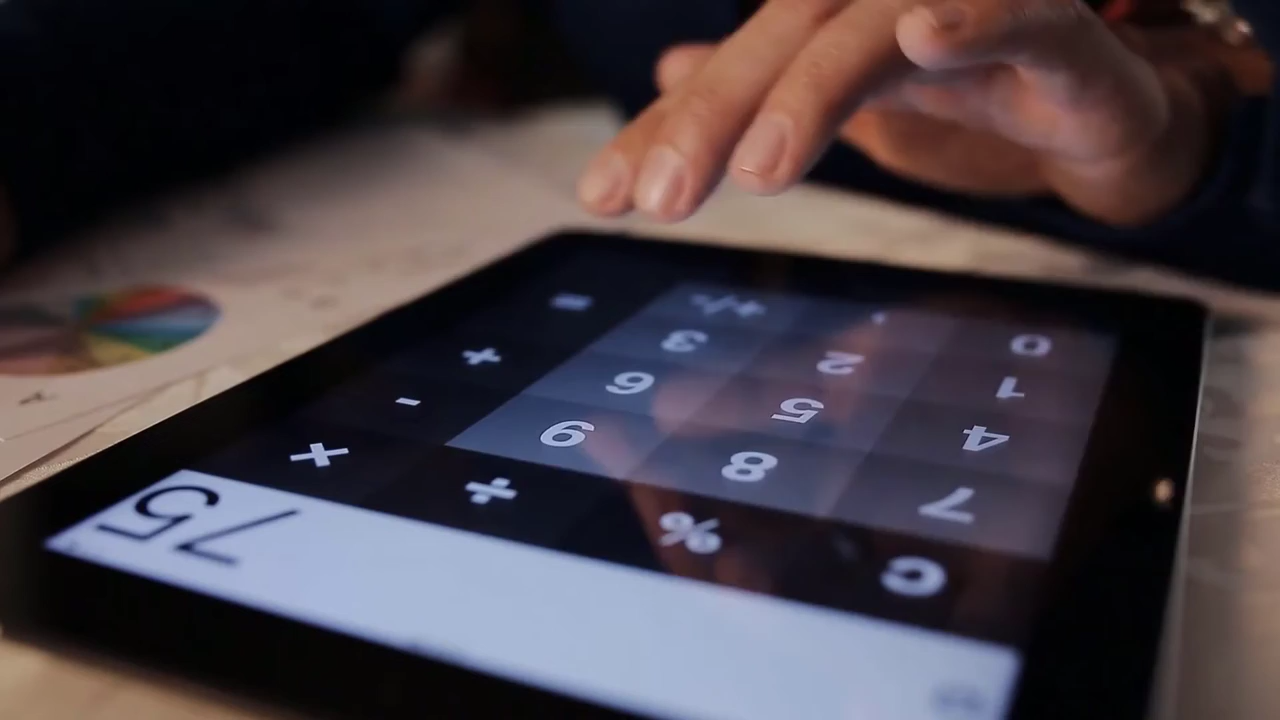 75
C % ÷ ×
7 8 9 -
4 5 6 +
1 2 3 =
0 . +/-